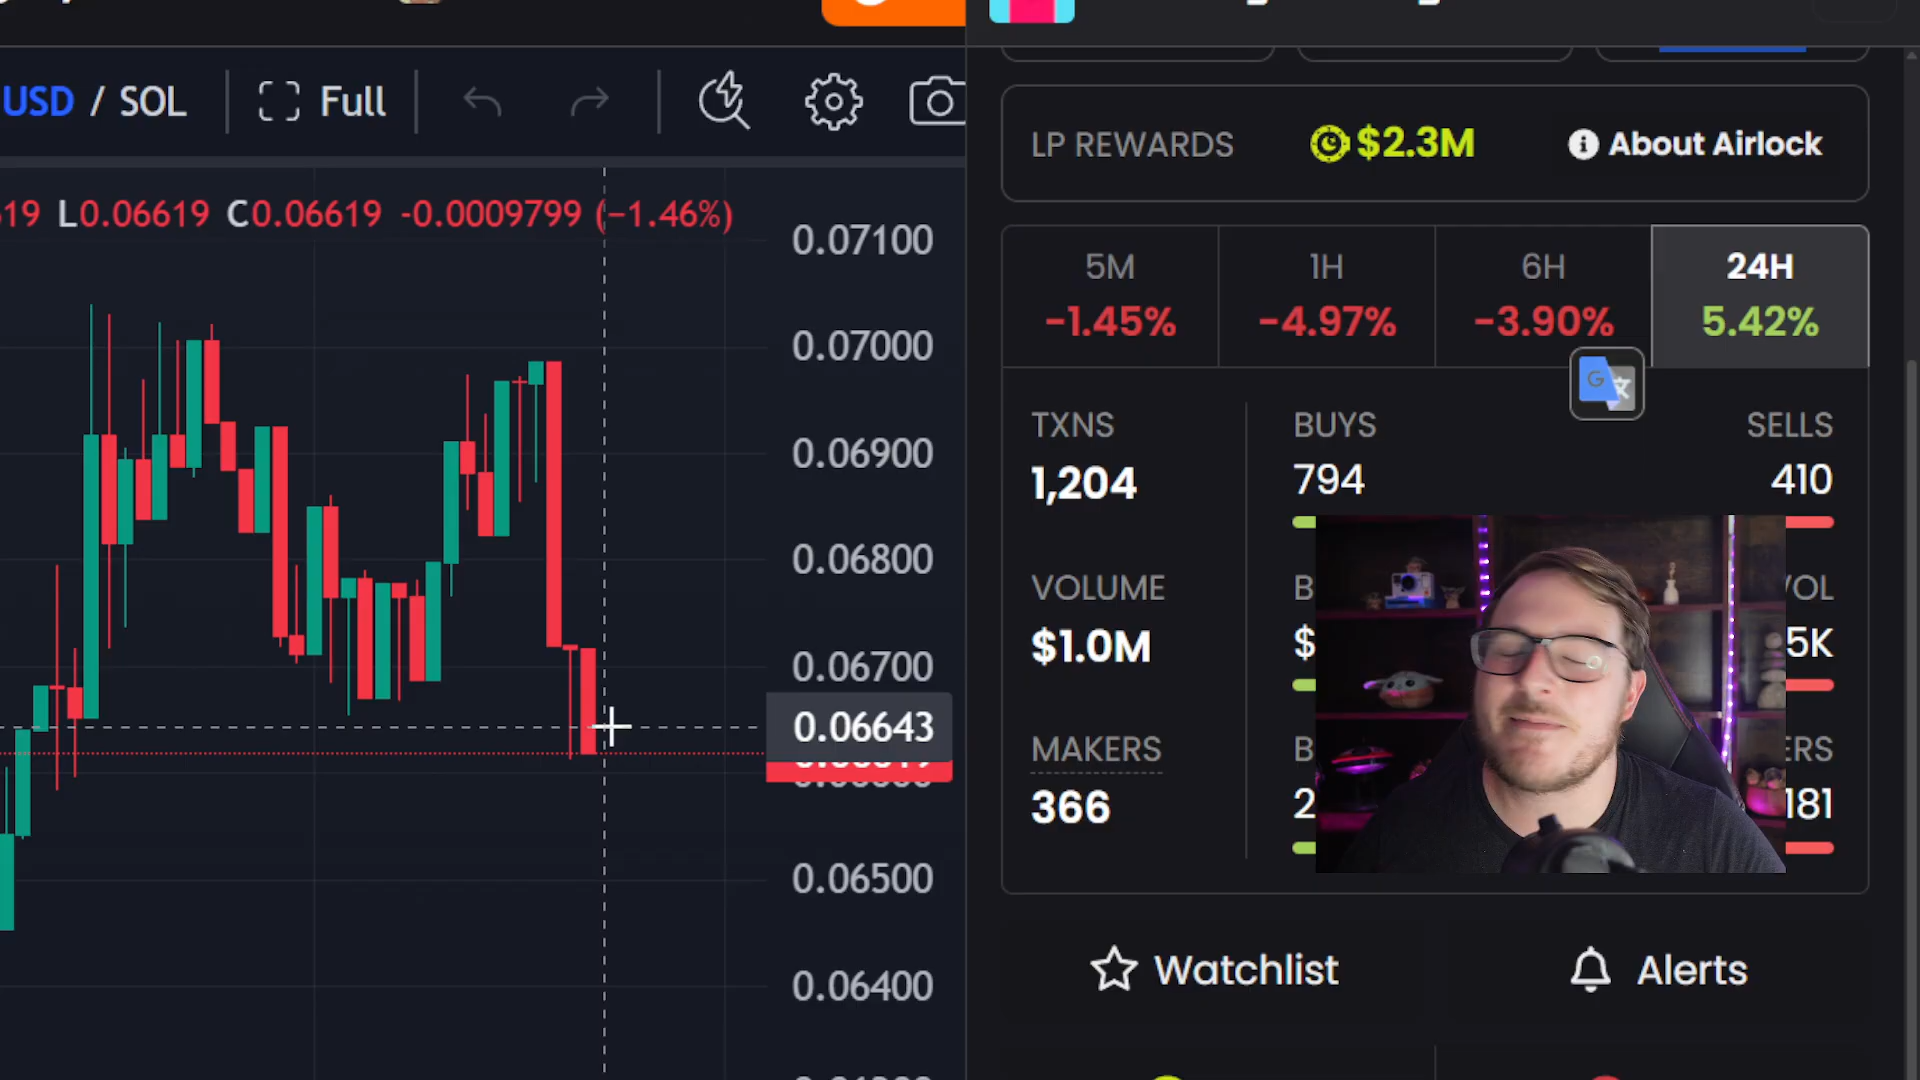 USD / SOL Full
19 L0.06619 C0.06619 -0.0009799 (−1.46%)
0.07100
0.07000
0.06900
0.06800
0.06700
0.06643
0.06500
0.06400
LP REWARDS $2.3M About Airlock
5M 1H 6H 24H
-1.45% -4.97% -3.90% 5.42%
TXNS BUYS SELLS
1,204 794 410
VOLUME B VOL
$1.0M $ 5K
MAKERS B ERS
366 2 181
Watchlist Alerts